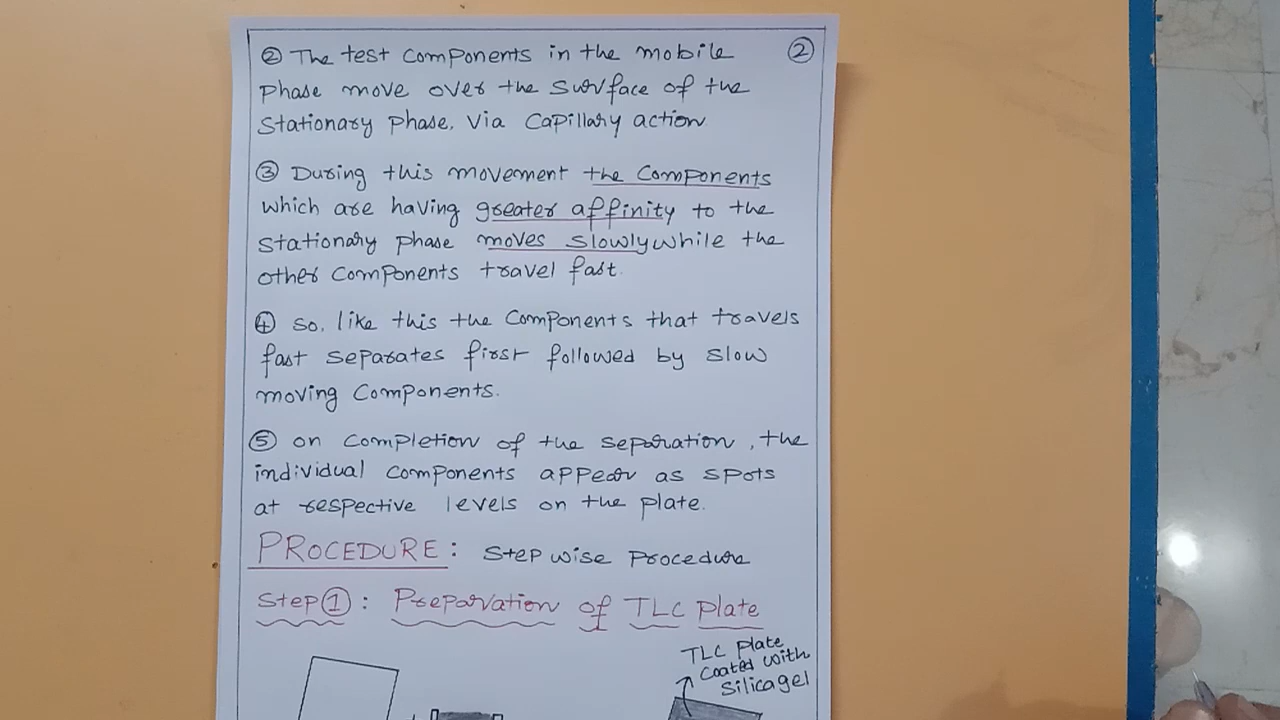 ② The test components in the mobile ②
phase move over the surface of the
stationary phase, via capillary action
③ During this movement the components
which are having greater affinity to the
stationary phase moves slowly while the
other components travel fast.
④ So, like this the components that travels
fast separates first followed by slow
moving components.
⑤ on completion of the separation, the
individual components appear as spots
at respective levels on the plate.
PROCEDURE: Step wise procedure
Step ①: Preparation of TLC plate
TLC plate
coated with
Silicagel